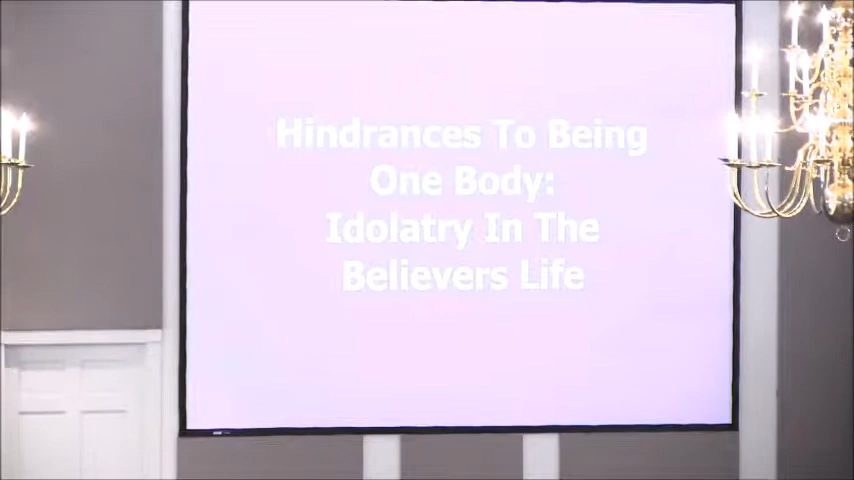 Hindrances To Being
One Body:
Idolatry In The
Believers Life